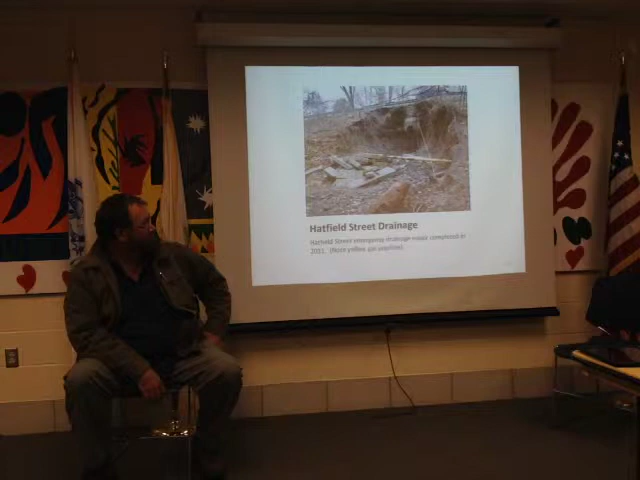 Hatfield Street Drainage
Hatfield Street emergency drainage repair completed in
2011. (Note yellow gas pipeline)